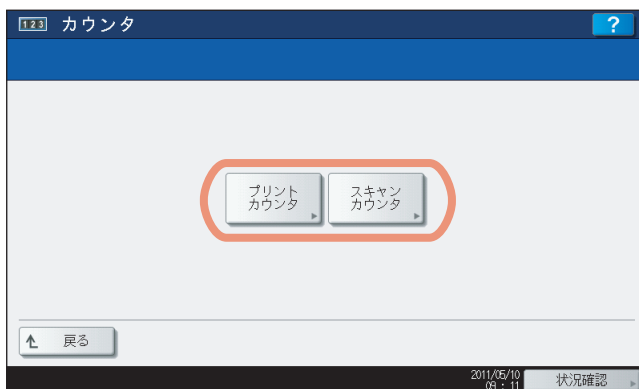 123 カウンタ
?
プリント
カウンタ
スキャン
カウンタ
戻る
2011/05/10
09 : 11
状況確認